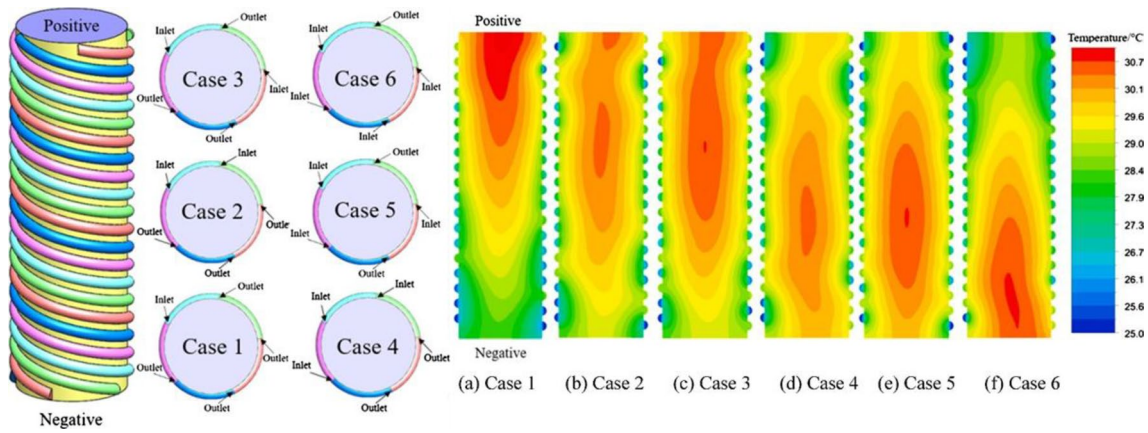 Positive
Negative
Inlet
Outlet
Case 3
Inlet
Outlet
Outlet
Inlet
Outlet
Case 6
Inlet
Inlet
Inlet
Inlet
Inlet
Case 2
Outle
Outlet
Outlet
Inlet
Outlet
Case 5
Inlet
Inlet
Outlet
Inlet
Outlet
Case 1
Outlet
Outlet
Outlet
Inlet
Inlet
Case 4
Outlet
Inlet
Outlet
Positive
Negative
(a) Case 1
(b) Case 2
(c) Case 3
(d) Case 4
(e) Case 5
(f) Case 6
Temperature/°C
30.7
30.1
29.6
29.0
28.4
27.9
27.3
26.7
26.1
25.6
25.0